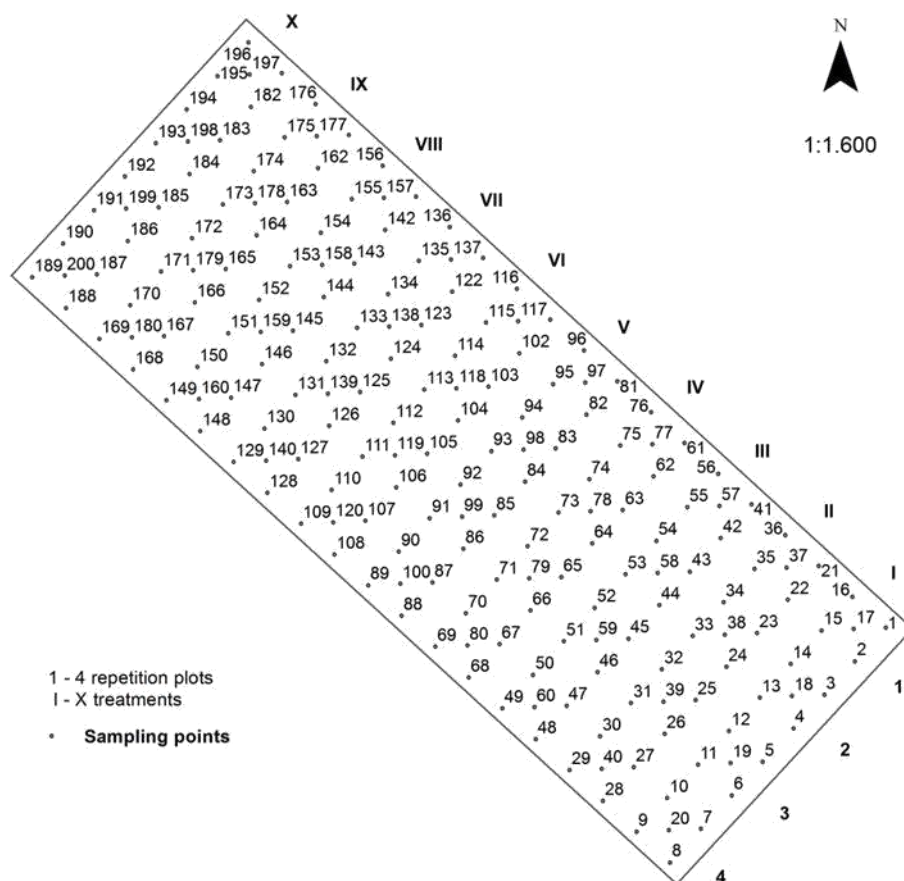 X
N
196 197
195
IX
194 182 176
1:1.600
193 198 183 175 177
VIII
192 184 174 162 156
191 199 185 173 178 163 155 157
VII
190 186 172 164 154 142 136
189 200 187 171 179 165 153 158 143 135 137
VI
188 170 166 152 144 134 122 116
169 180 167 151 159 145 133 138 123 115 117
V
168 150 146 132 124 114 102 96
149 160 147 131 139 125 113 118 103 95 97 81
IV
148 130 126 112 104 94 82 76
129 140 127 111 119 105 93 98 83 75 77 61
III
128 110 106 92 84 74 62 56
109 120 107 91 99 85 73 78 63 55 57 41
II
108 90 86 72 64 54 42 36
89 100 87 71 79 65 53 58 43 35 37 21
I
88 70 66 52 44 34 22 16
69 80 67 51 59 45 33 38 23 15 17 1
68 50 46 32 24 14 2
1 - 4 repetition plots
I - X treatments
49 60 47 31 39 25 13 18 3
1
Sampling points
48 30 26 12 4
29 40 27 11 19 5
2
28 10 6
9 20 7
3
8
4